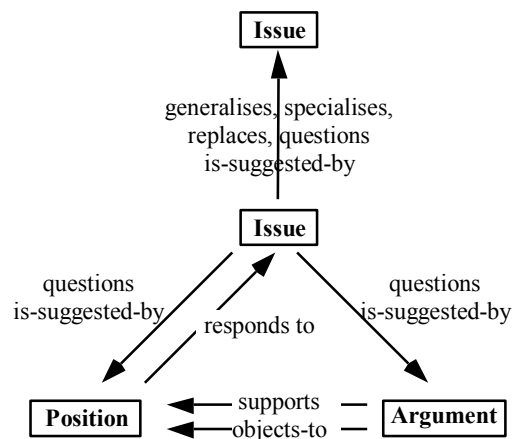 Issue
generalises, specialises,
replaces, questions
is-suggested-by
Issue
questions
is-suggested-by
questions
is-suggested-by
responds to
Position
supports
objects-to
Argument